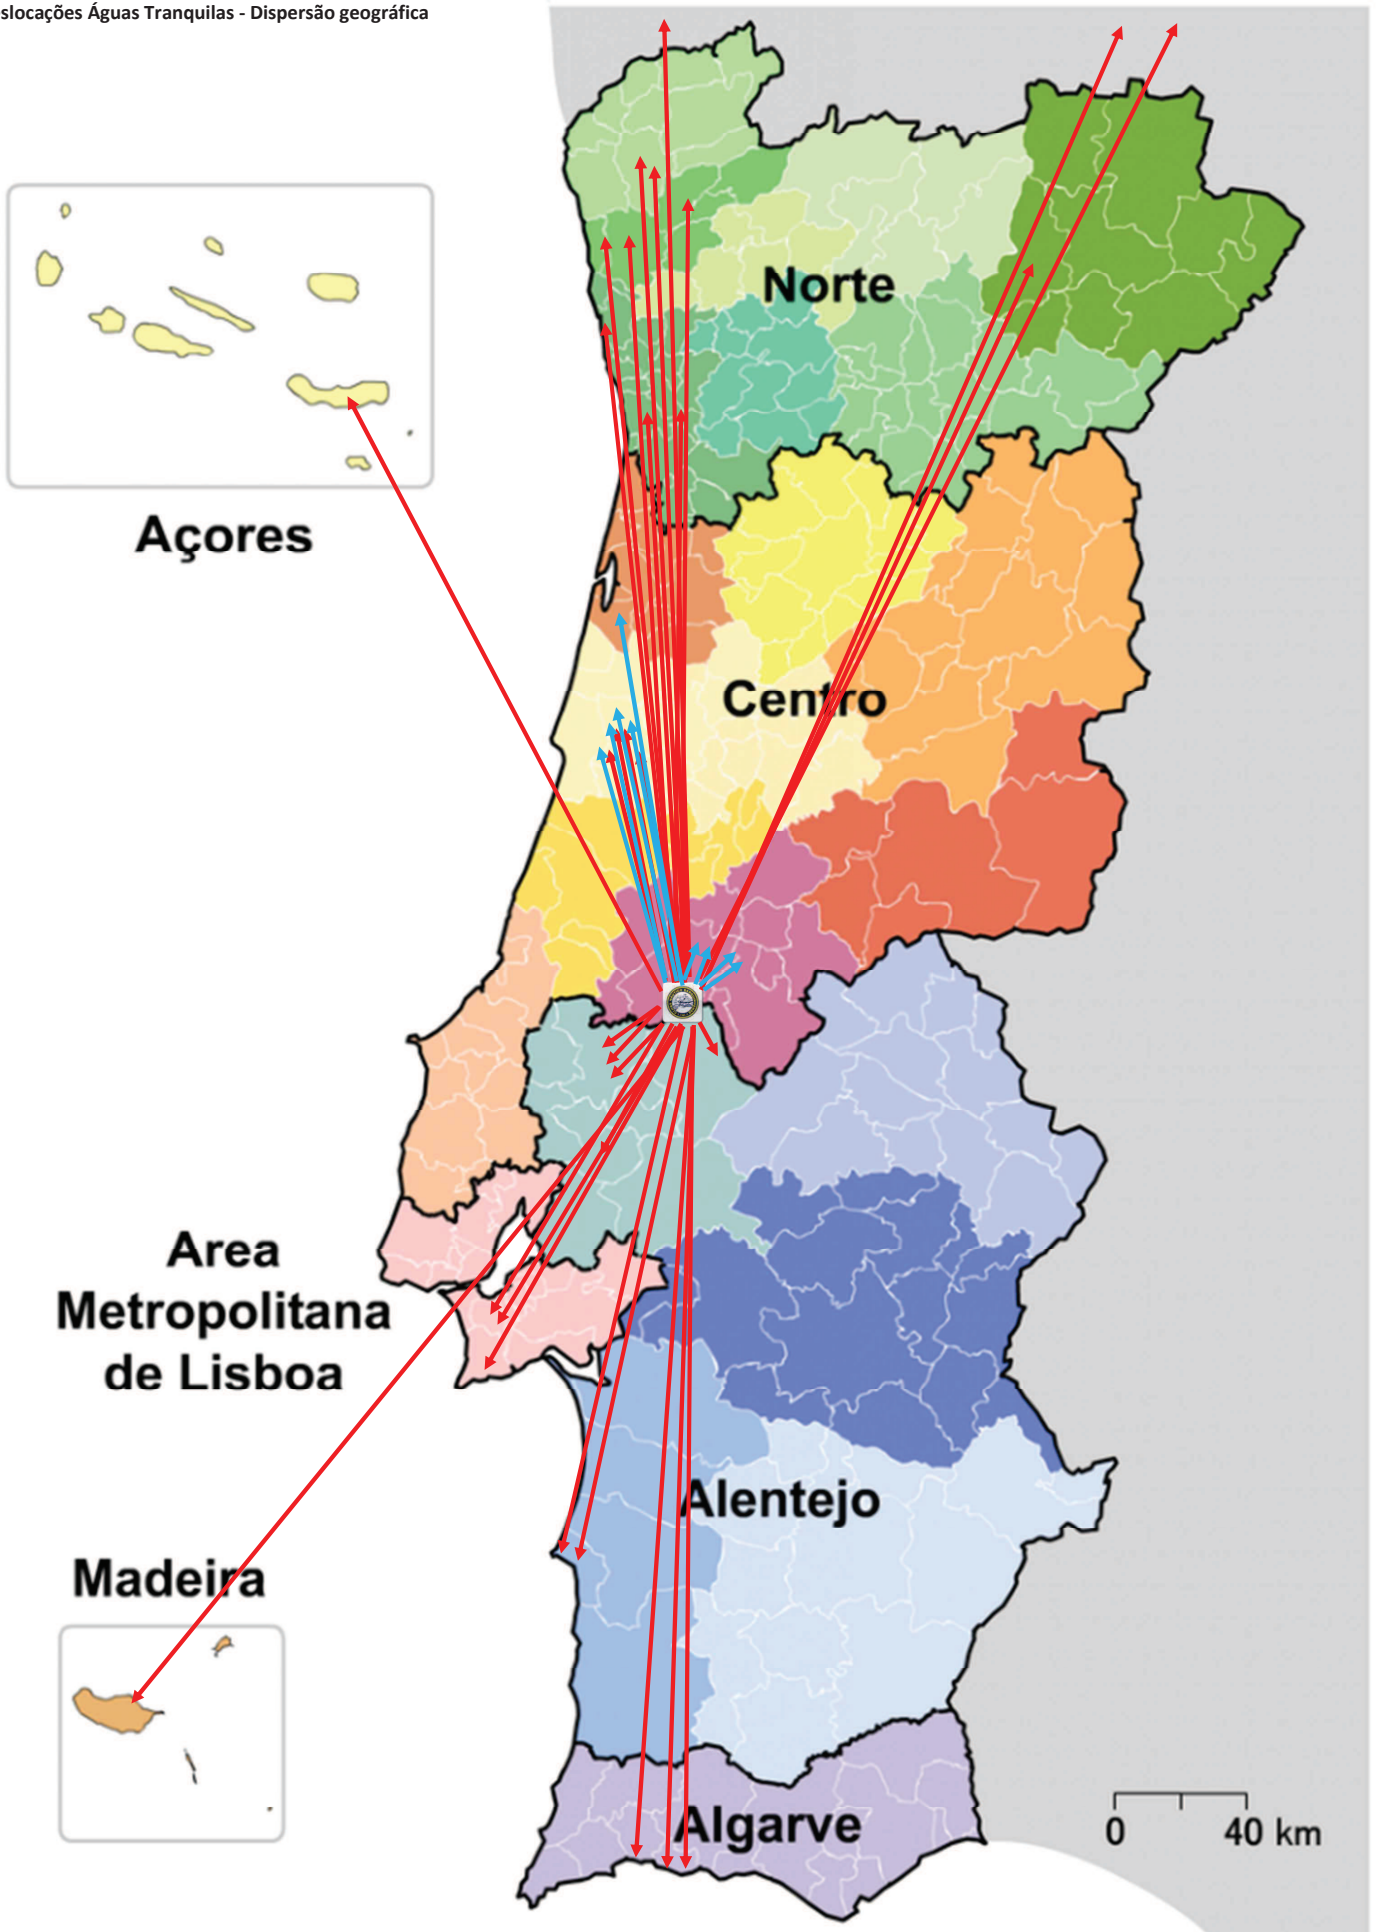 slocações Águas Tranquilas - Dispersão geográfica
Norte
Açores
Centro
Area
Metropolitana
de Lisboa
Alentejo
Madeira
Algarve
0 40 km